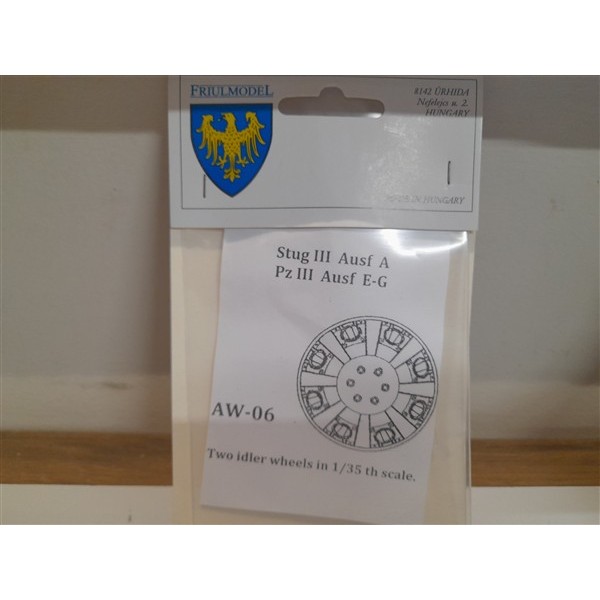 FRIULMODEL
8142 ÚRHIDA
Nefelejcs u. 2.
HUNGARY
IN HUNGARY
Stug III Ausf A
Pz III Ausf E-G
AW-06
Two idler wheels in 1/35 th scale.